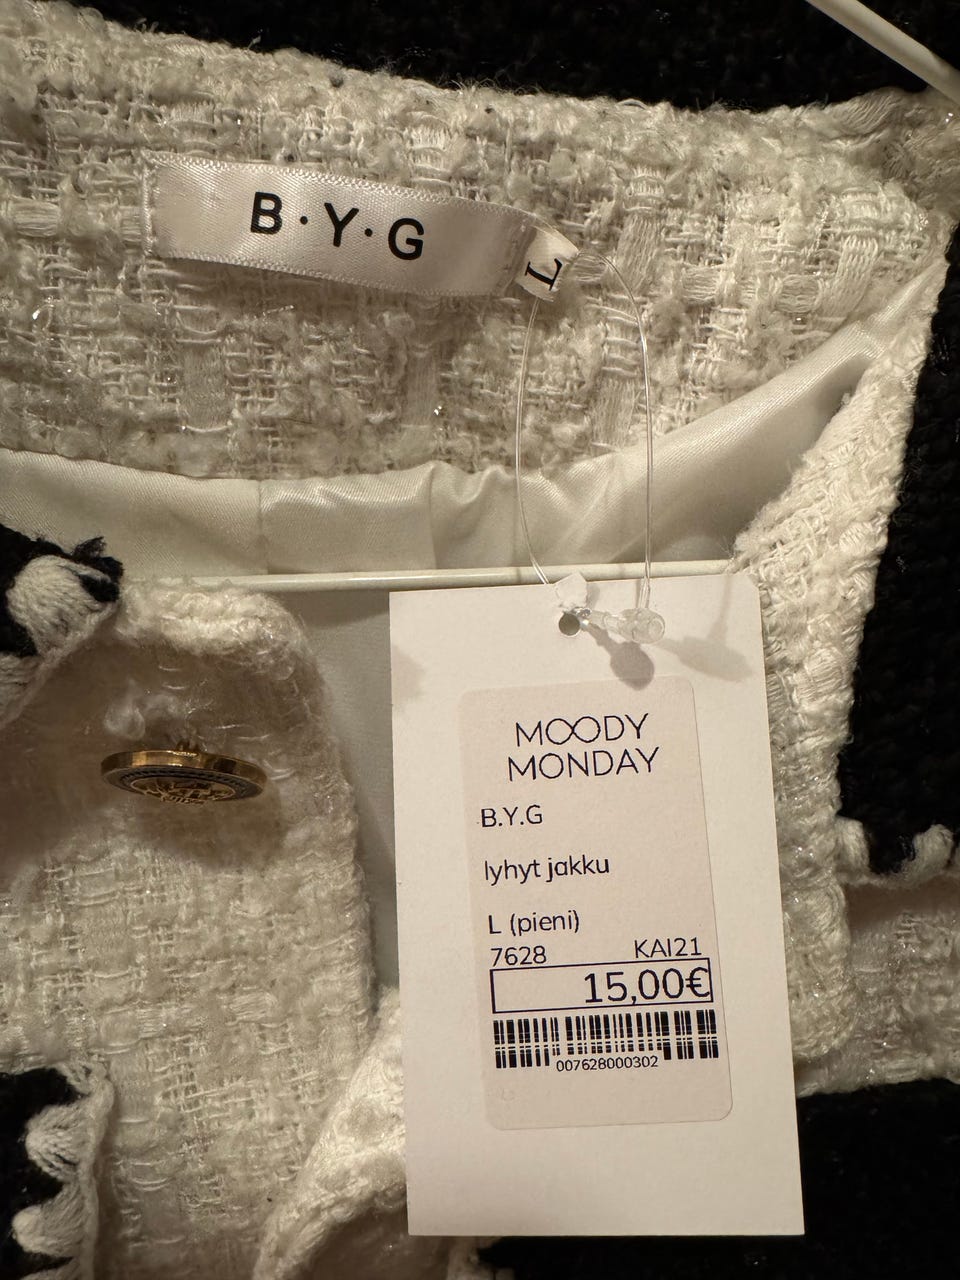 B·Y·G
L
MOODY
MONDAY
B.Y.G
lyhyt jakku
L (pieni)
7628 KAI21
15,00€
007628000302